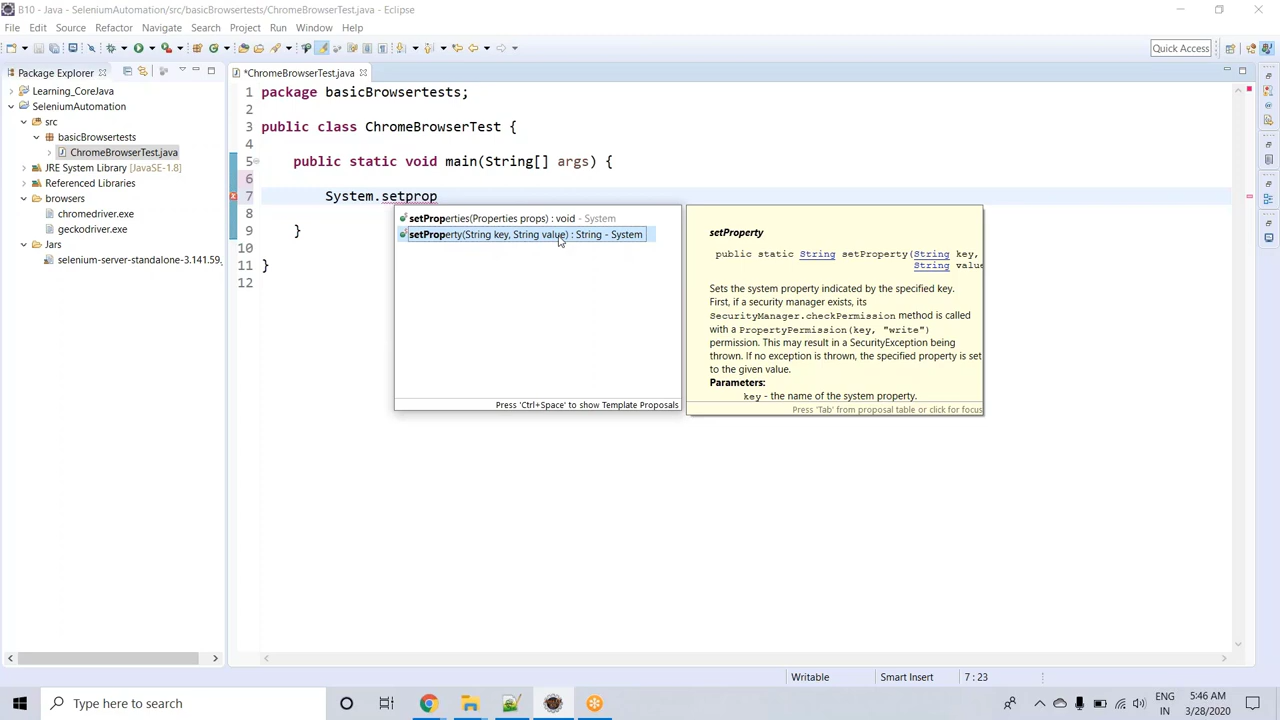 B10 - Java - SeleniumAutomation/src/basicBrowsertests/ChromeBrowserTest.java - Eclipse
File Edit Source Refactor Navigate Search Project Run Window Help
Quick Access
Package Explorer
Learning_CoreJava
SeleniumAutomation
src
basicBrowsertests
ChromeBrowserTest.java
JRE System Library [JavaSE-1.8]
Referenced Libraries
browsers
chromedriver.exe
geckodriver.exe
Jars
selenium-server-standalone-3.141.59.
*ChromeBrowserTest.java
1 package basicBrowsertests;
2
3 public class ChromeBrowserTest {
4
5 public static void main(String[] args) {
6
7 System.setprop
8
9 }
10
11 }
12
setProperties(Properties props) : void - System
setProperty(String key, String value) : String - System
Press 'Ctrl+Space' to show Template Proposals
setProperty
public static String setProperty(String key,
String value
Sets the system property indicated by the specified key.
First, if a security manager exists, its
SecurityManager.checkPermission method is called
with a PropertyPermission(key, "write")
permission. This may result in a SecurityException being
thrown. If no exception is thrown, the specified property is set
to the given value.
Parameters:
key - the name of the system property.
Press 'Tab' from proposal table or click for focus
Writable Smart Insert 7 : 23
Type here to search
ENG
IN
5:46 AM
3/28/2020